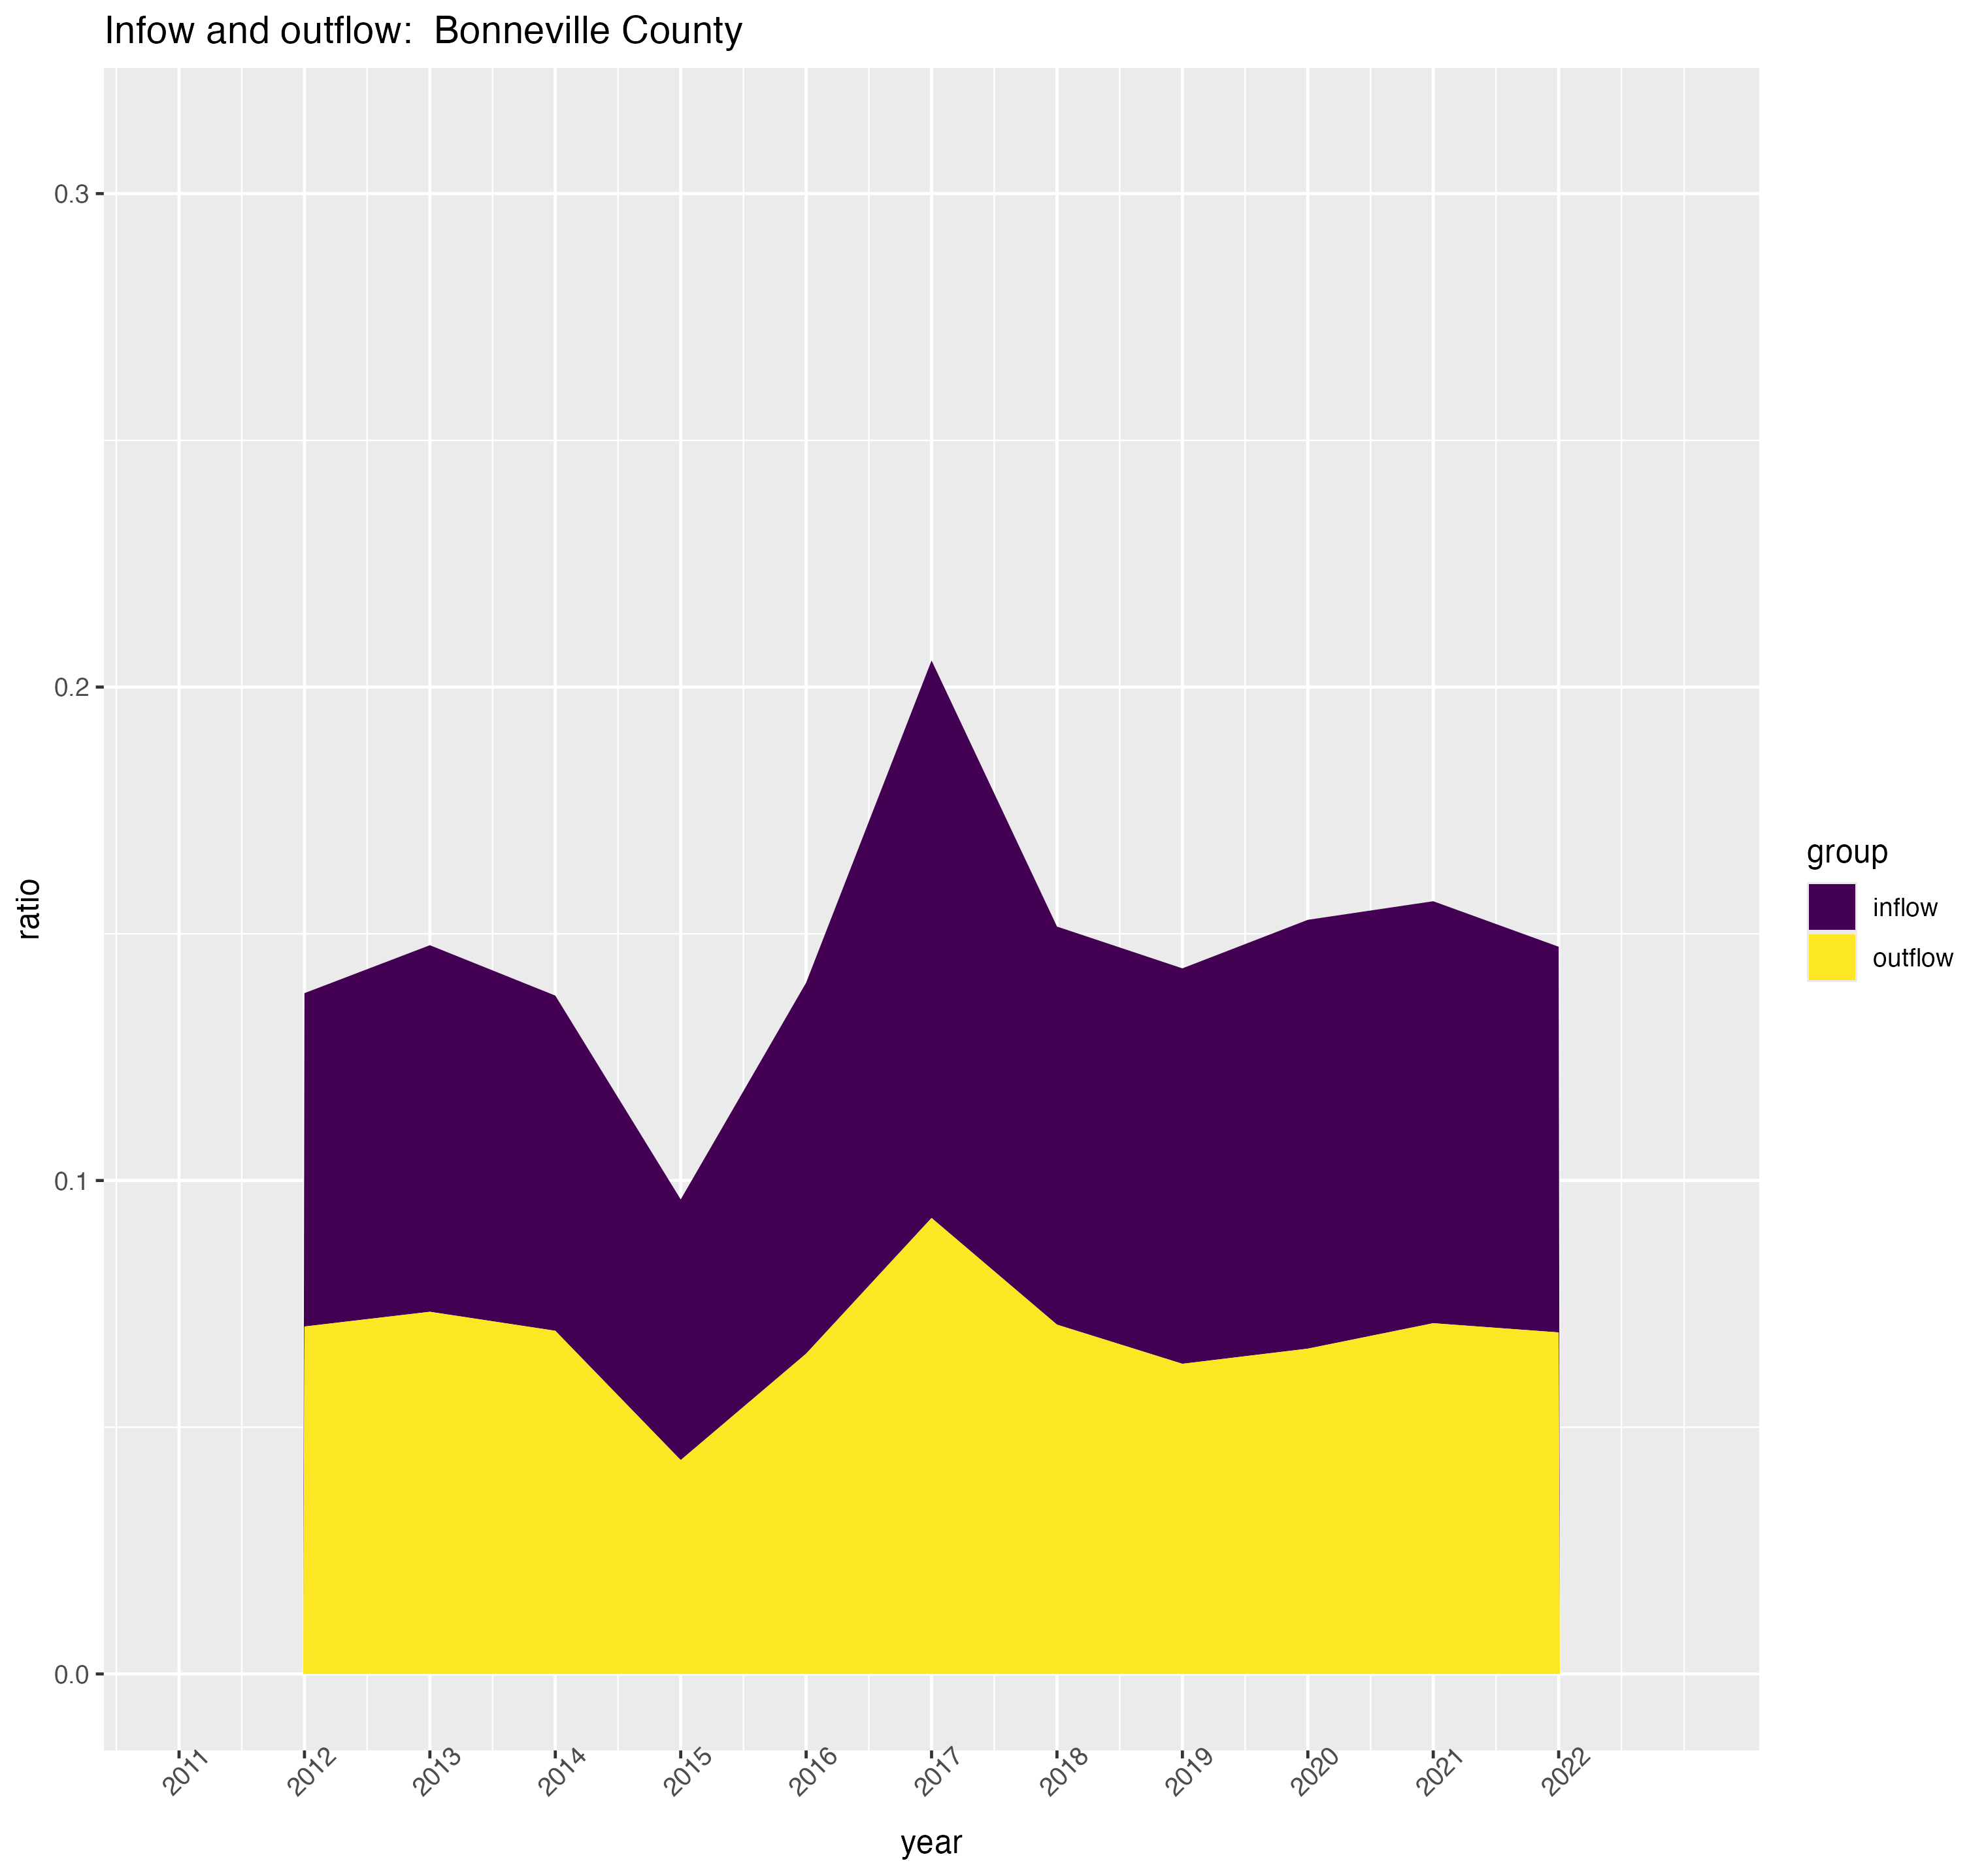 Infow and outflow:  Bonneville County
ratio
0.3
0.2
0.1
0.0
2011 2012 2013 2014 2015 2016 2017 2018 2019 2020 2021 2022
year
group
inflow
outflow